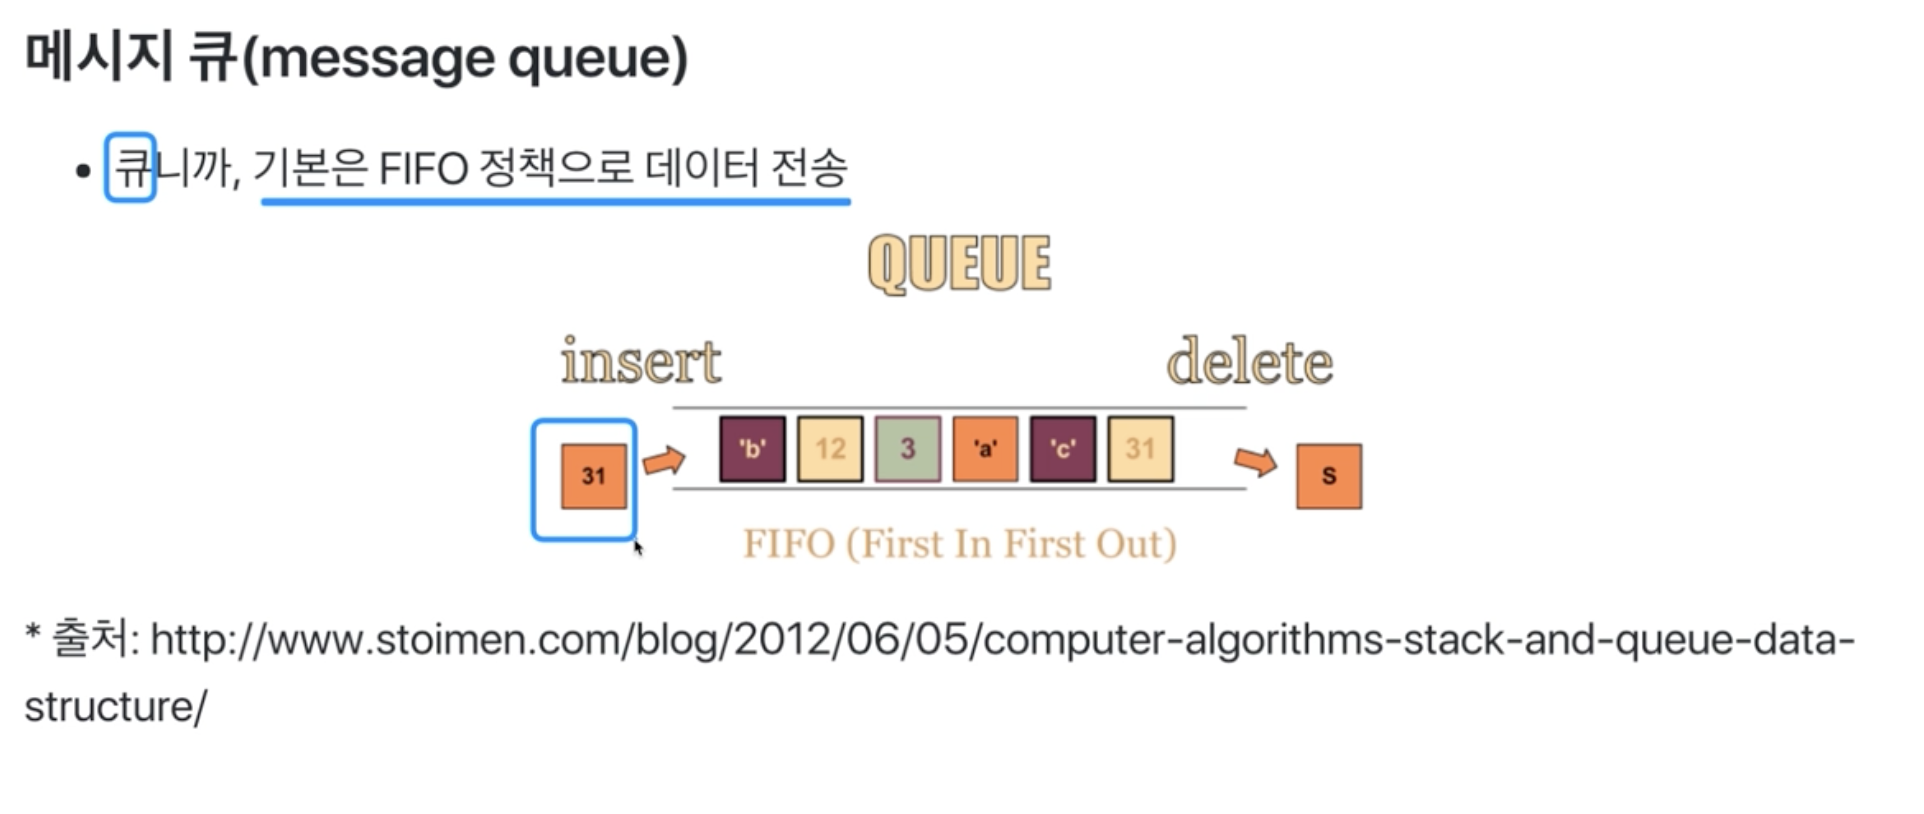 메시지 큐(message queue)
• 큐니까, 기본은 FIFO 정책으로 데이터 전송
QUEUE
insert delete
31 'b' 12 3 'a' 'c' 31 S
FIFO (First In First Out)
* 출처: http://www.stoimen.com/blog/2012/06/05/computer-algorithms-stack-and-queue-data-
structure/